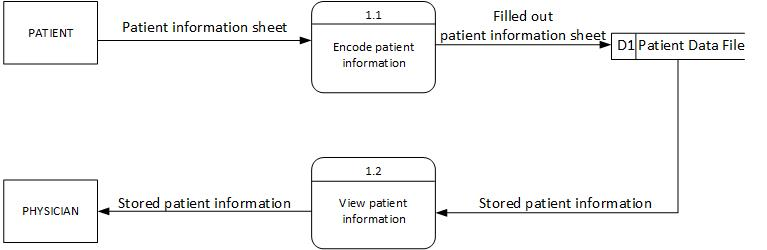 PATIENT
Patient information sheet
1.1
Encode patient
information
Filled out
patient information sheet
D1 Patient Data File
PHYSICIAN
Stored patient information
1.2
View patient
information
Stored patient information